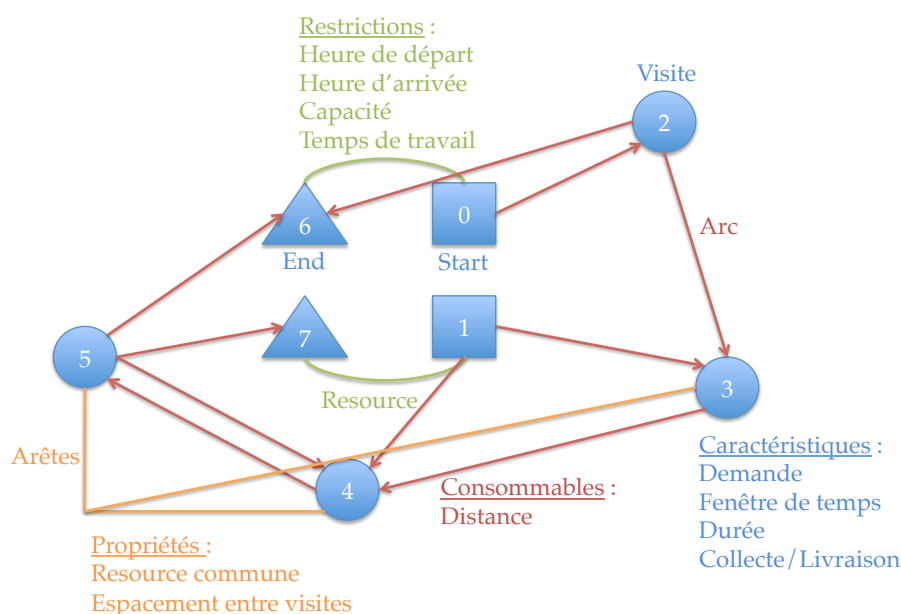 Restrictions :
Heure de départ
Heure d'arrivée
Capacité
Temps de travail
Visite
2
6
0
End
Start
Arc
7
1
5
3
Resource
Arêtes
4
Consommables :
Distance
Caractéristiques :
Demande
Fenêtre de temps
Durée
Collecte/Livraison
Propriétés :
Resource commune
Espacement entre visites